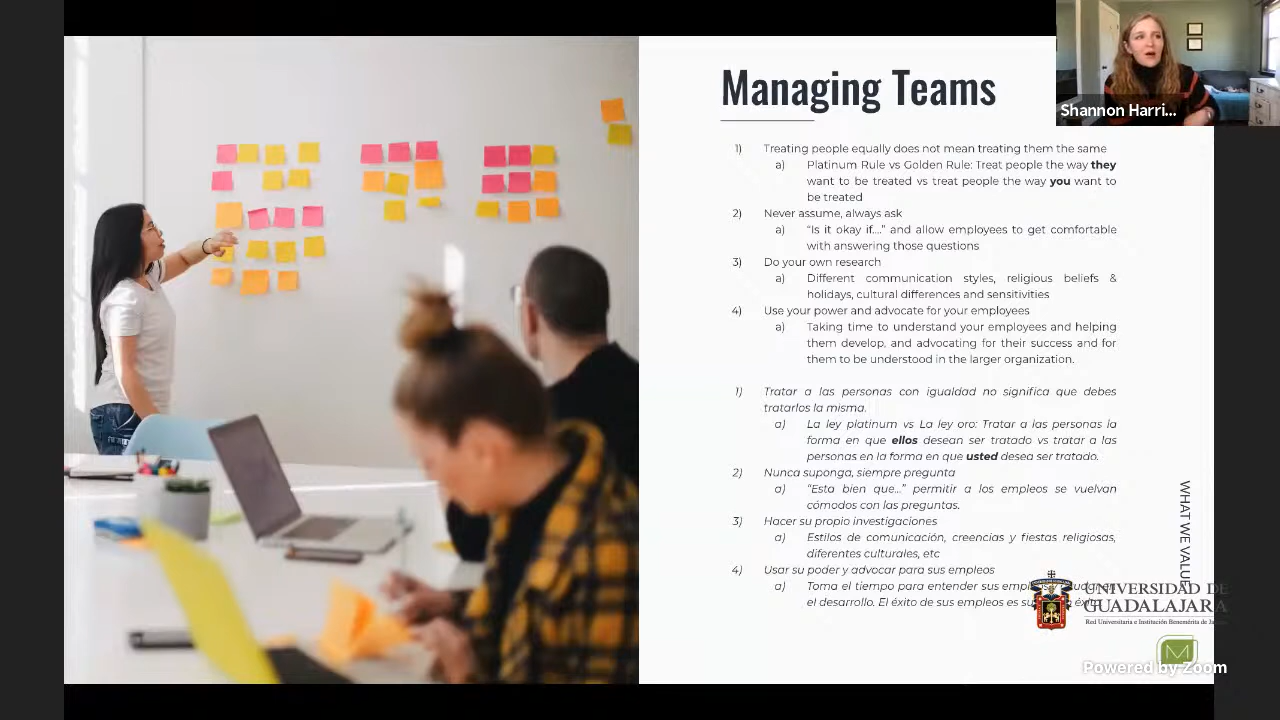 Managing Teams
Shannon Harri...
1) Treating people equally does not mean treating them the same
a) Platinum Rule vs Golden Rule: Treat people the way they
want to be treated vs treat people the way you want to
be treated
2) Never assume, always ask
a) “Is it okay if....” and allow employees to get comfortable
with answering those questions
3) Do your own research
a) Different communication styles, religious beliefs &
holidays, cultural differences and sensitivities
4) Use your power and advocate for your employees
a) Taking time to understand your employees and helping
them develop, and advocating for their success and for
them to be understood in the larger organization.
1) Tratar a las personas con igualdad no significa que debes
tratarlos la misma.
a) La ley platinum vs La ley oro: Tratar a las personas la
forma en que ellos desean ser tratado vs tratar a las
personas en la forma en que usted desea ser tratado.
2) Nunca suponga, siempre pregunta
a) “Esta bien que...” permitir a los empleos se vuelvan
cómodos con las preguntas.
3) Hacer su propio investigaciones
a) Estilos de comunicación, creencias y fiestas religiosas,
diferentes culturales, etc
4) Usar su poder y advocar para sus empleos
a) Toma el tiempo para entender sus
el desarrollo. El éxito de sus empleos es
WHAT WE VALUE
UNIVERSIDAD DE
GUADALAJARA
Red Universitaria e Institución Benemérita de
Powered by Zoom